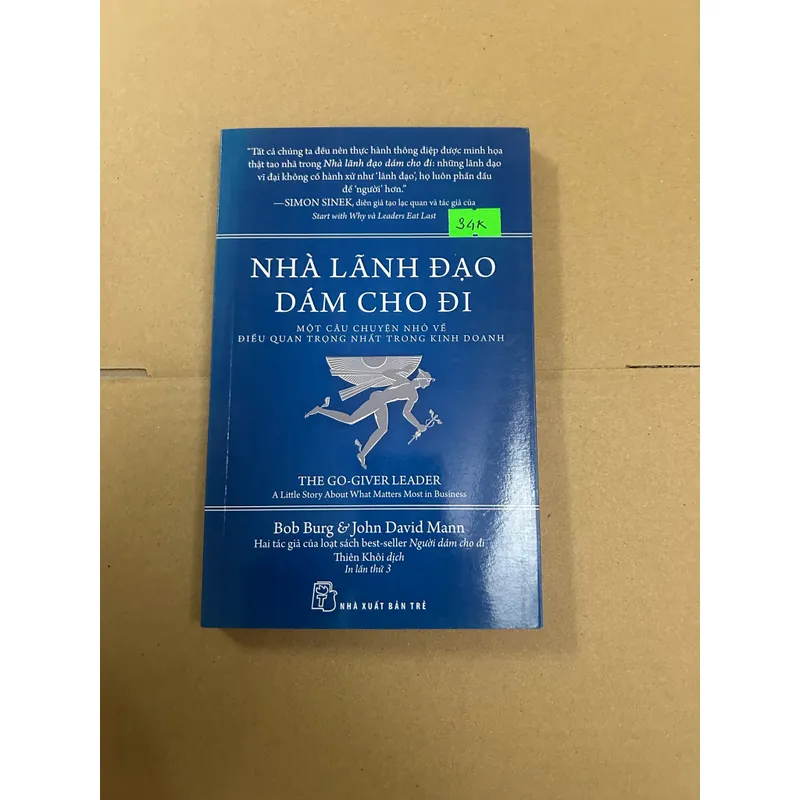 "Tất cả chúng ta đều nên thực hành thông điệp được minh họa
thật tao nhã trong Nhà lãnh đạo dám cho đi: những lãnh đạo
vĩ đại không cố hành xử như 'lãnh đạo', họ luôn phấn đấu
để 'người' hơn."
—SIMON SINEK, diễn giả tạo lạc quan và tác giả của
Start with Why và Leaders Eat Last
34K
NHÀ LÃNH ĐẠO
DÁM CHO ĐI
MỘT CÂU CHUYỆN NHỎ VỀ
ĐIỀU QUAN TRỌNG NHẤT TRONG KINH DOANH
THE GO-GIVER LEADER
A Little Story About What Matters Most in Business
Bob Burg & John David Mann
Hai tác giả của loạt sách best-seller Người dám cho đi
Thiên Khôi dịch
In lần thứ 3
NHÀ XUẤT BẢN TRẺ